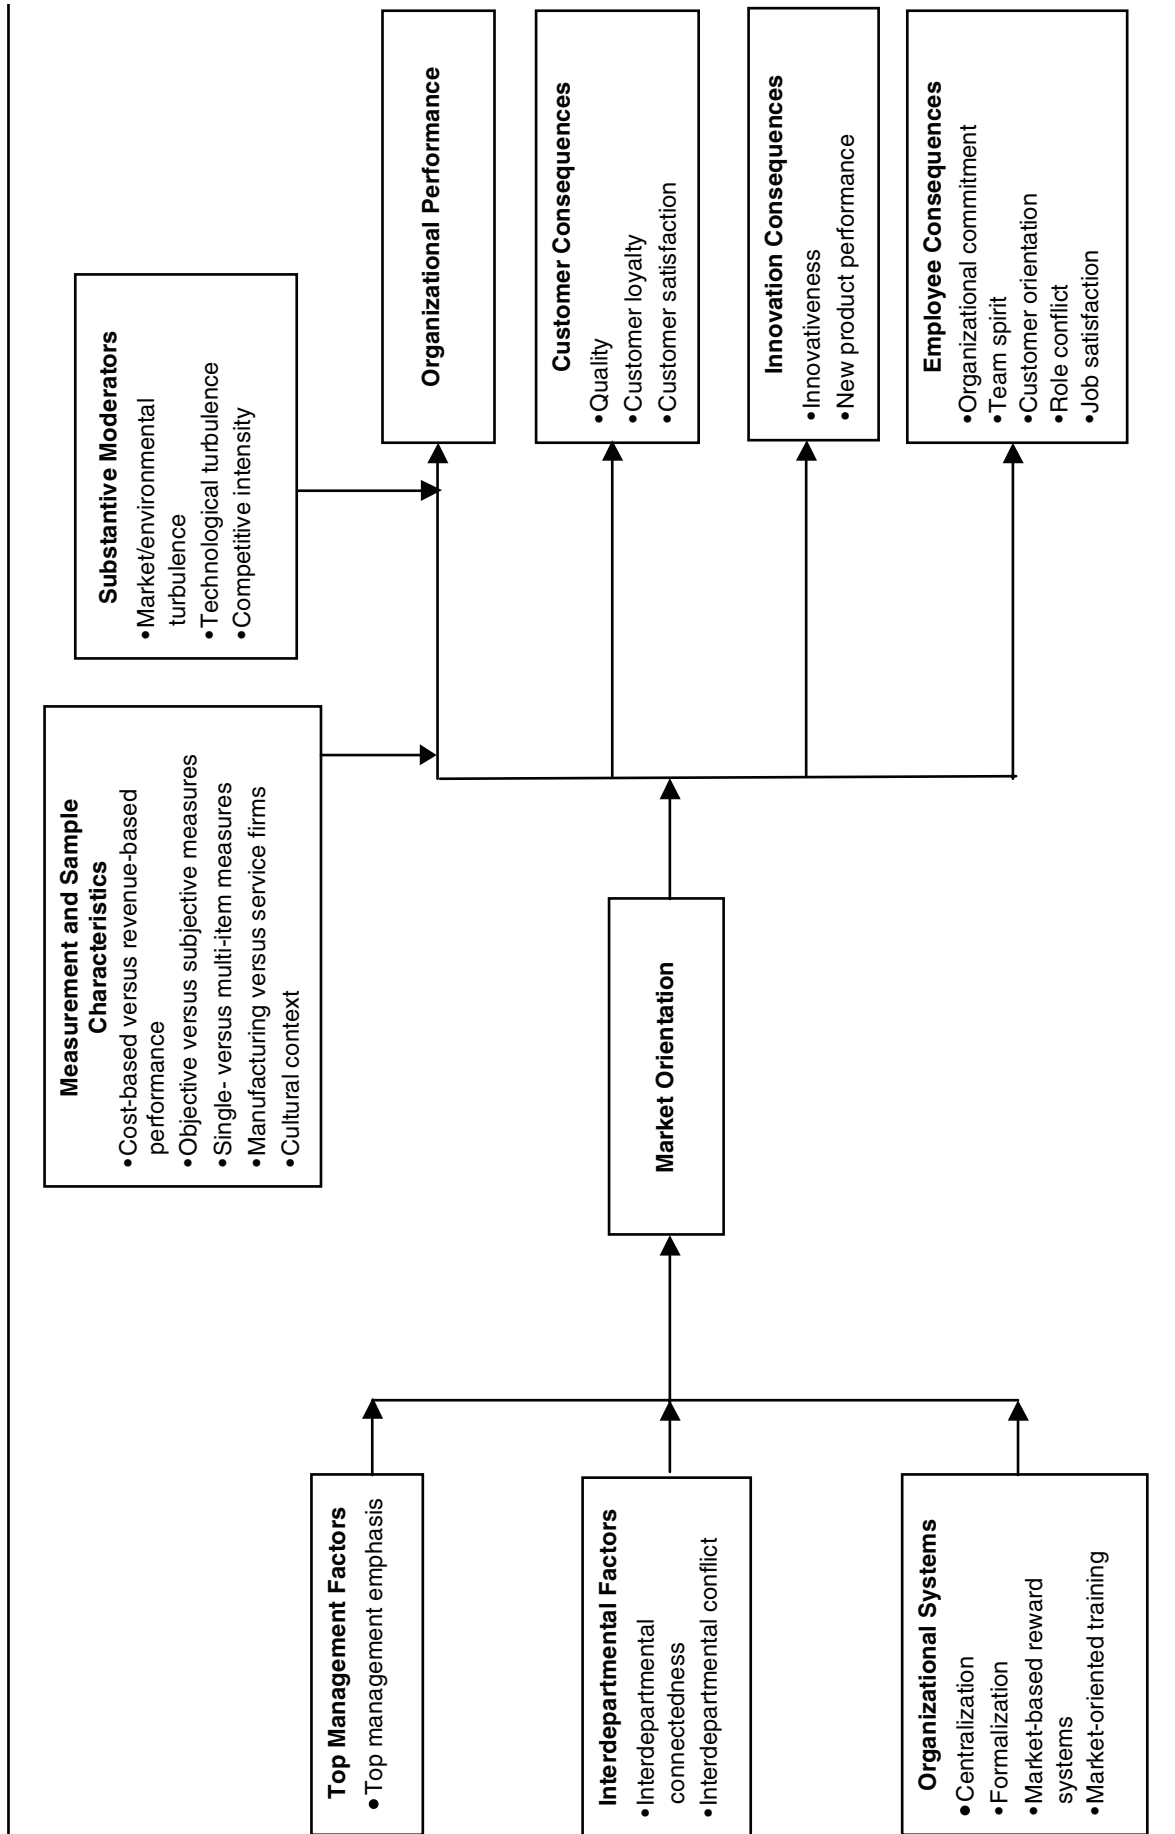 Measurement and Sample
Characteristics
•Cost-based versus revenue-based
performance
•Objective versus subjective measures
•Single- versus multi-item measures
•Manufacturing versus service firms
•Cultural context
Substantive Moderators
•Market/environmental
turbulence
•Technological turbulence
•Competitive intensity
Top Management Factors
•Top management emphasis
Interdepartmental Factors
•Interdepartmental
connectedness
•Interdepartmental conflict
Organizational Systems
•Centralization
•Formalization
•Market-based reward
systems
•Market-oriented training
Market Orientation
Organizational Performance
Customer Consequences
•Quality
•Customer loyalty
•Customer satisfaction
Innovation Consequences
•Innovativeness
•New product performance
Employee Consequences
•Organizational commitment
•Team spirit
•Customer orientation
•Role conflict
•Job satisfaction